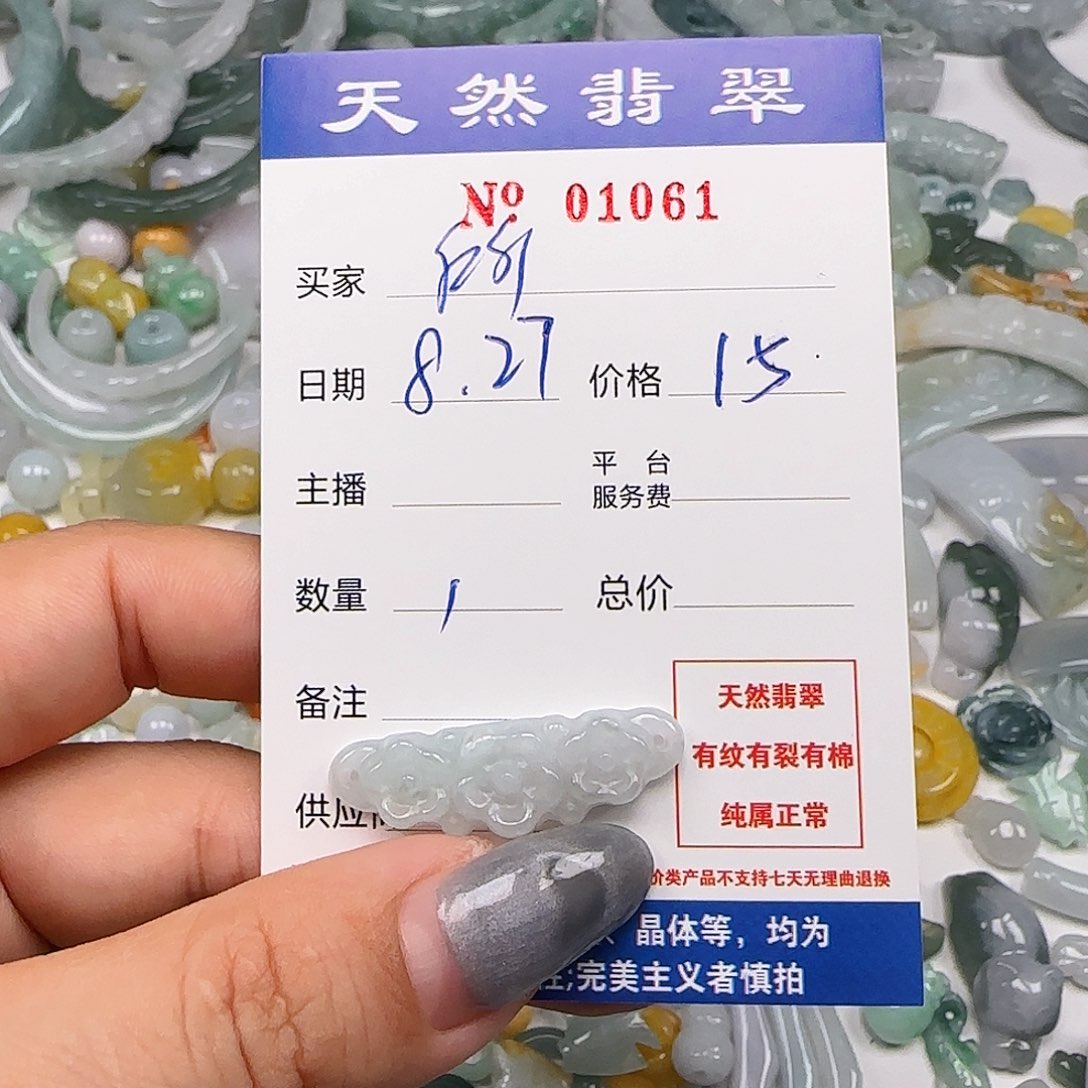 天然翡翠
Nº 01061
买家
日期 8.27 价格 15
主播 平台服务费
数量 1 总价
备注
天然翡翠
有纹有裂有棉
供应
纯属正常
价类产品不支持七天无理由退换
、晶体等，均为
;完美主义者慎拍